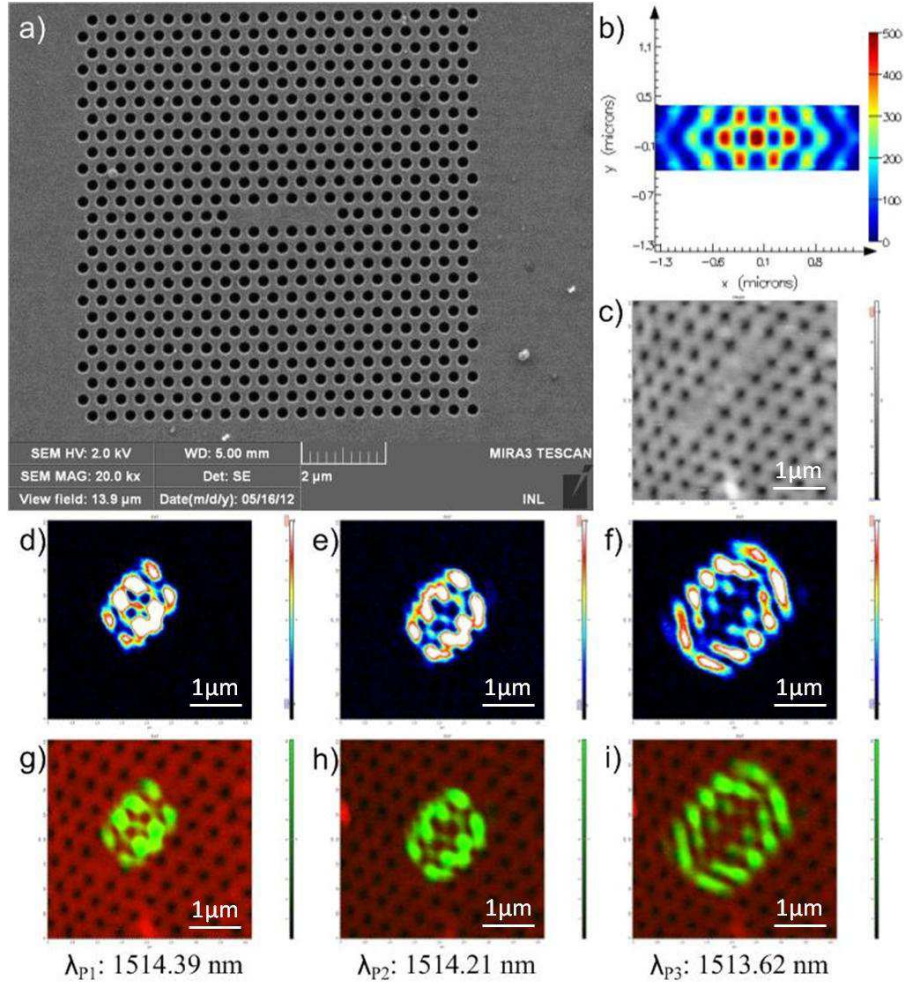 a)
SEM HV: 2.0 kV WD: 5.00 mm MIRA3 TESCAN
SEM MAG: 20.0 kx Det: SE 2 µm
View field: 13.9 µm Date(m/d/y): 05/16/12 INL
b)
1.1
0.5
-0.1
-0.7
-1.3
y (microns)
-1.3 -0.6 0.1 0.8
x (microns)
500
400
300
200
100
0
c)
1µm
d)
1µm
e)
1µm
f)
1µm
g)
1µm
h)
1µm
i)
1µm
λP1: 1514.39 nm λP2: 1514.21 nm λP3: 1513.62 nm